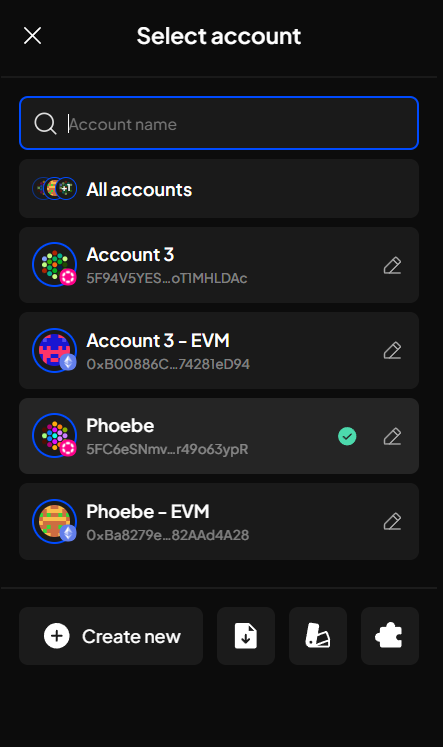 Select account
Account name
All accounts
Account 3
5F94V5YES...oT1MHLDAc
Account 3 - EVM
0xB00886C...74281eD94
Phoebe
5FC6eSNmv...r49o63ypR
Phoebe - EVM
0xBa8279e...82AAd4A28
Create new